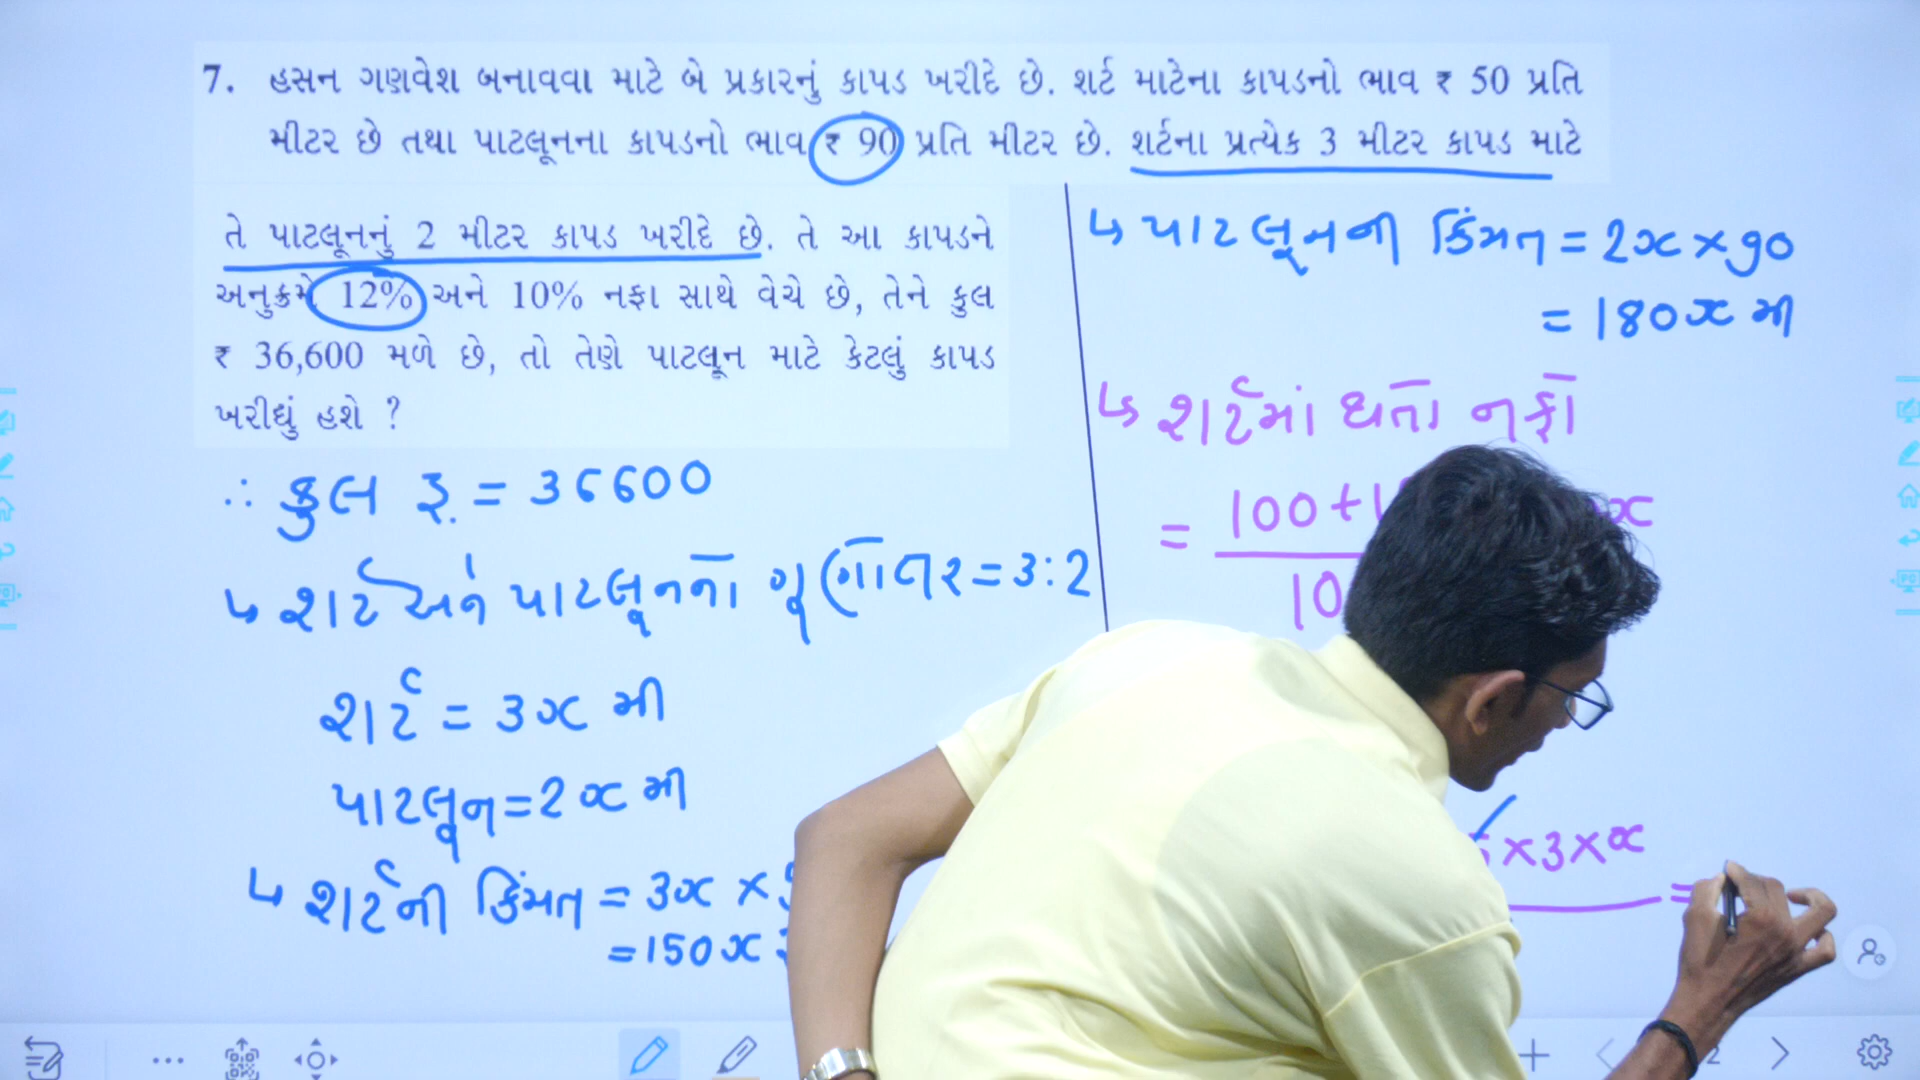 7. હસન ગણવેશ બનાવવા માટે બે પ્રકારનું કાપડ ખરીદે છે. શર્ટ માટેના કાપડનો ભાવ ₹ 50 પ્રતિ
મીટર છે તથા પાટલૂનના કાપડનો ભાવ ₹ 90 પ્રતિ મીટર છે. શર્ટના પ્રત્યેક 3 મીટર કાપડ માટે
તે પાટલૂનનું 2 મીટર કાપડ ખરીદે છે. તે આ કાપડને
અનુક્રમે 12% અને 10% નફા સાથે વેચે છે, તેને કુલ
₹ 36,600 મળે છે, તો તેણે પાટલૂન માટે કેટલું કાપડ
ખરીદ્યું હશે ?
∴ કુલ રૂ. = 36600
↳ શર્ટ અને પાટલૂનનો ગુણોત્તર = 3:2
શર્ટ = 3x મી
પાટલૂન = 2x મી
↳ શર્ટની કિંમત = 3x ×
= 150x
↳ પાટલૂનની કિંમત = 2x × 90
= 180x મી
↳ શર્ટમાં થતો નફો
= 100+1 x
10
×3×x =
2